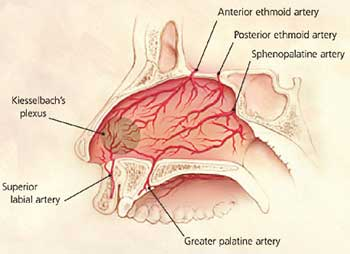 Anterior ethmoid artery
Posterior ethmoid artery
Sphenopalatine artery
Kiesselbach's
plexus
Superior
labial artery
Greater palatine artery